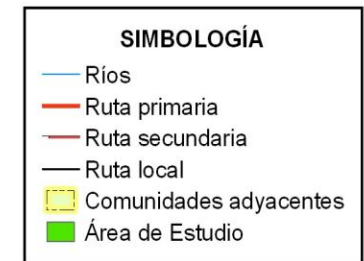 SIMBOLOGÍA
Ríos
Ruta primaria
Ruta secundaria
Ruta local
Comunidades adyacentes
Área de Estudio